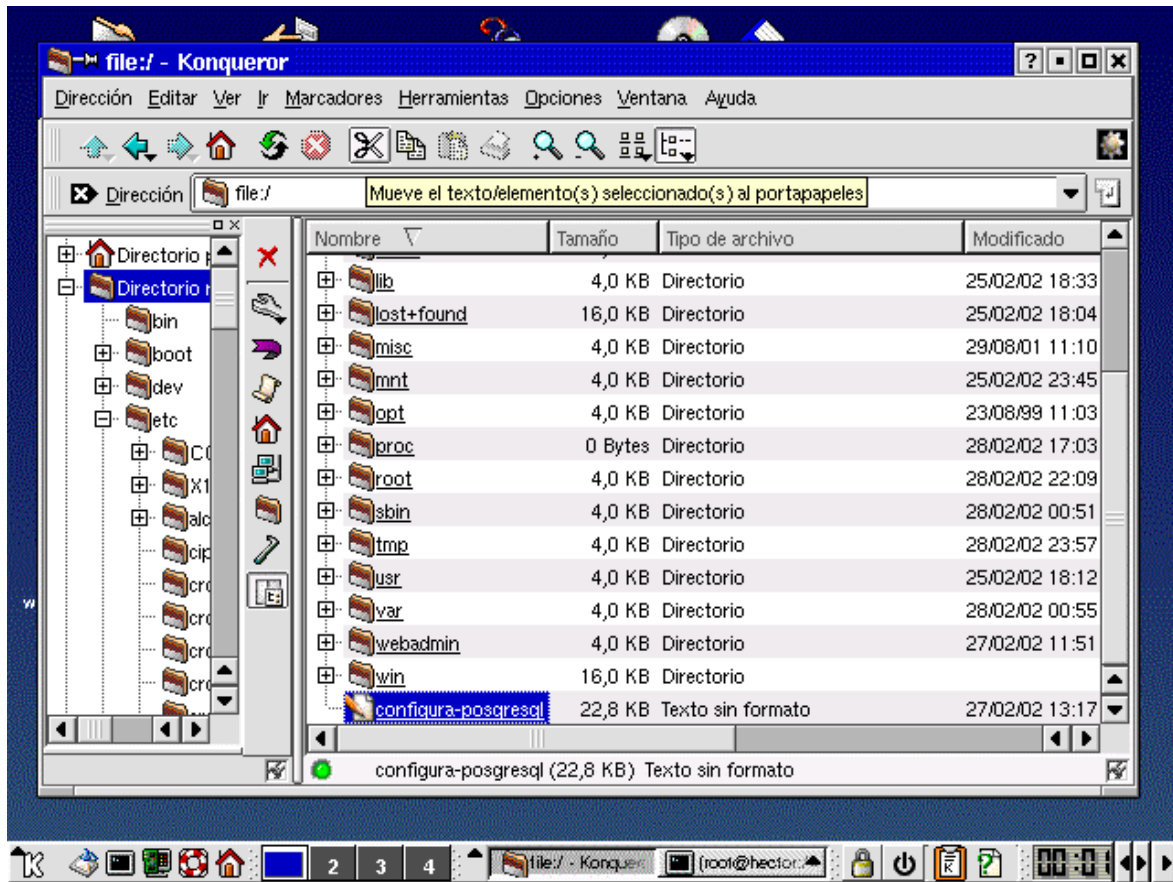 file:/ - Konqueror
Dirección Editar Ver Ir Marcadores Herramientas Opciones Ventana Ayuda
Dirección file:/
Mueve el texto/elemento(s) seleccionado(s) al portapapeles
Directorio
Directorio
bin
boot
dev
etc
Nombre Tamaño Tipo de archivo Modificado
lib 4,0 KB Directorio 25/02/02 18:33
lost+found 16,0 KB Directorio 25/02/02 18:04
misc 4,0 KB Directorio 29/08/01 11:10
mnt 4,0 KB Directorio 25/02/02 23:45
opt 4,0 KB Directorio 23/08/99 11:03
proc 0 Bytes Directorio 28/02/02 17:03
root 4,0 KB Directorio 28/02/02 22:09
sbin 4,0 KB Directorio 28/02/02 00:51
tmp 4,0 KB Directorio 28/02/02 23:57
usr 4,0 KB Directorio 25/02/02 18:12
var 4,0 KB Directorio 28/02/02 00:55
webadmin 4,0 KB Directorio 27/02/02 11:51
win 16,0 KB Directorio
configura-posgresql 22,8 KB Texto sin formato 27/02/02 13:17
configura-posgresql (22,8 KB) Texto sin formato
2 3 4
file:/ - Konquer
(root@hector: